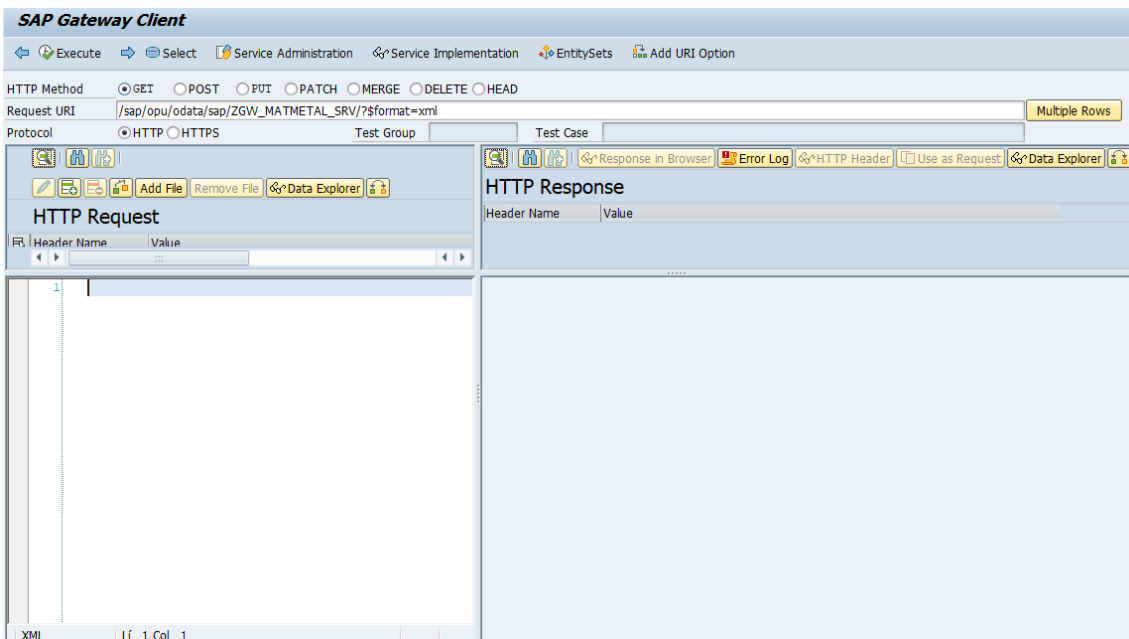 SAP Gateway Client
Execute Select Service Administration Service Implementation EntitySets Add URI Option
HTTP Method GET POST PUT PATCH MERGE DELETE HEAD
Request URI /sap/opu/odata/sap/ZGW_MATMETAL_SRV/?$format=xml Multiple Rows
Protocol HTTP HTTPS Test Group Test Case
Response in Browser Error Log HTTP Header Use as Request Data Explorer
Add File Remove File Data Explorer
HTTP Response
HTTP Request
Header Name Value
Header Name Value
1
XML Lí 1 Col 1